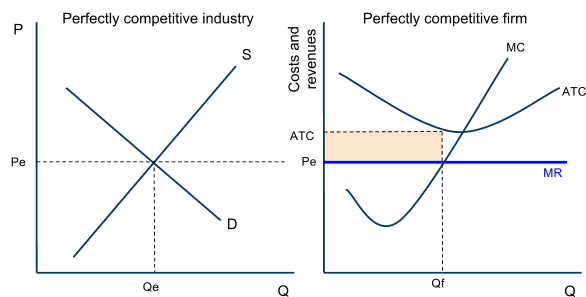 Perfectly competitive industry
P
S
Pe
D
Qe
Q
Perfectly competitive firm
Costs and
revenues
MC
ATC
ATC
Pe
MR
Qf
Q